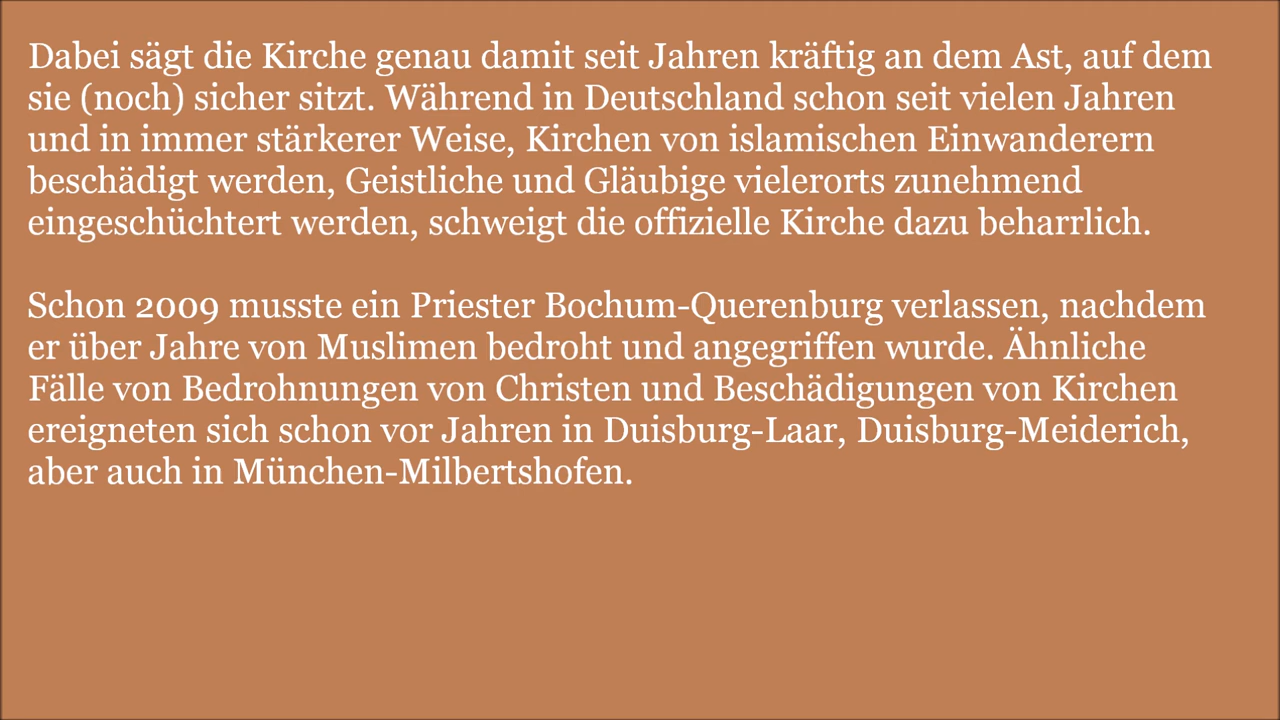 Dabei sägt die Kirche genau damit seit Jahren kräftig an dem Ast, auf dem
sie (noch) sicher sitzt. Während in Deutschland schon seit vielen Jahren
und in immer stärkerer Weise, Kirchen von islamischen Einwanderern
beschädigt werden, Geistliche und Gläubige vielerorts zunehmend
eingeschüchtert werden, schweigt die offizielle Kirche dazu beharrlich.
Schon 2009 musste ein Priester Bochum-Querenburg verlassen, nachdem
er über Jahre von Muslimen bedroht und angegriffen wurde. Ähnliche
Fälle von Bedrohnungen von Christen und Beschädigungen von Kirchen
ereigneten sich schon vor Jahren in Duisburg-Laar, Duisburg-Meiderich,
aber auch in München-Milbertshofen.